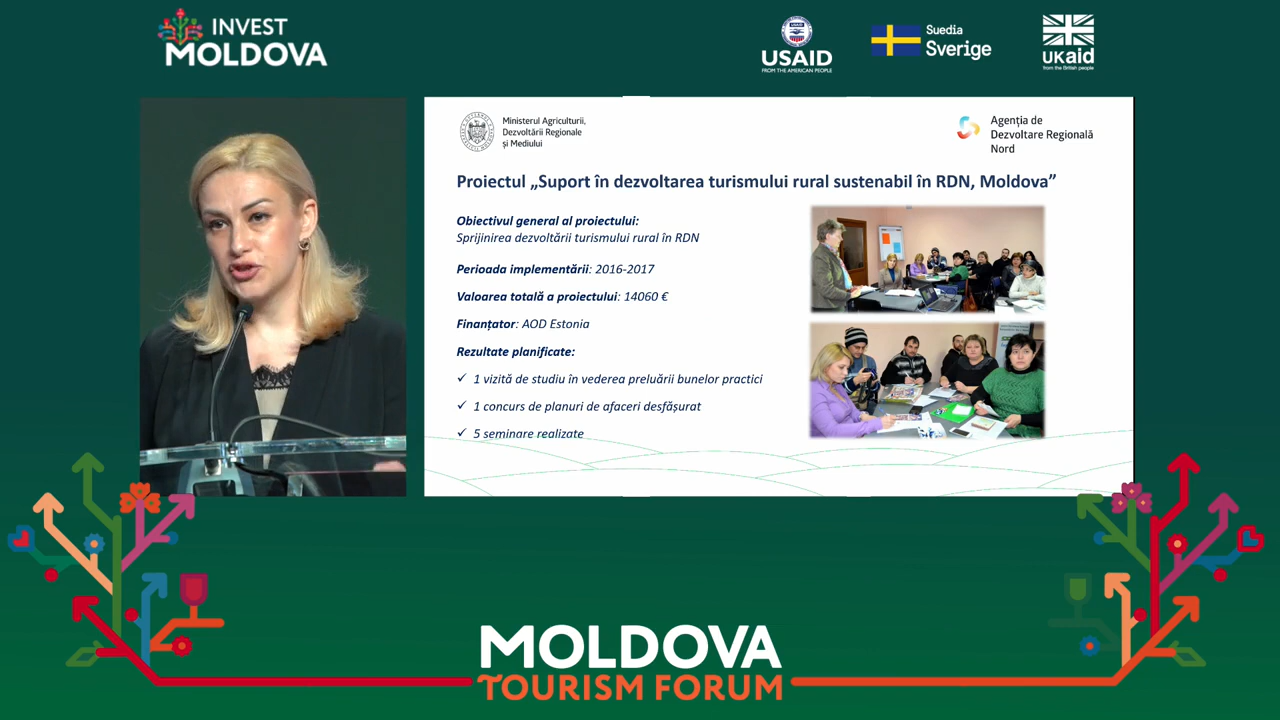 INVEST
MOLDOVA
USAID
FROM THE AMERICAN PEOPLE
Suedia
Sverige
UKaid
from the British people
Ministerul Agriculturii,
Dezvoltării Regionale
și Mediului
Agenția de
Dezvoltare Regională
Nord
Proiectul „Suport în dezvoltarea turismului rural sustenabil în RDN, Moldova”
Obiectivul general al proiectului:
Sprijinirea dezvoltării turismului rural în RDN
Perioada implementării: 2016-2017
Valoarea totală a proiectului: 14060 €
Finanțator: AOD Estonia
Rezultate planificate:
✓ 1 vizită de studiu în vederea preluării bunelor practici
✓ 1 concurs de planuri de afaceri desfășurat
✓ 5 seminare realizate
MOLDOVA
TOURISM FORUM